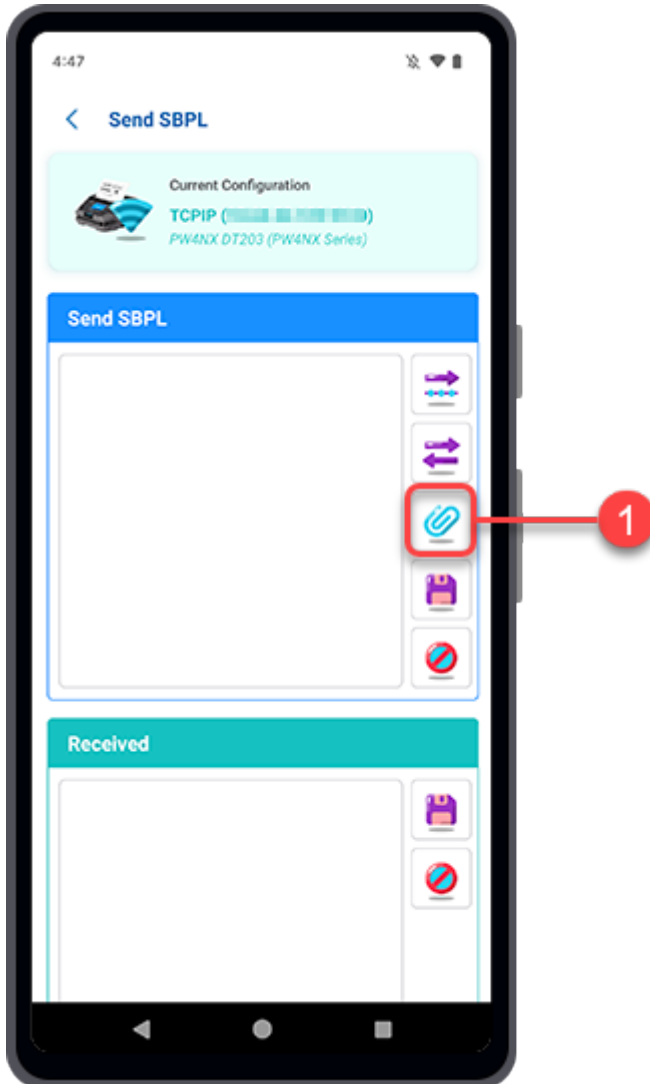 4:47
Send SBPL
Current Configuration
TCPIP (
)
PW4NX DT203 (PW4NX Series)
Send SBPL
1
Received